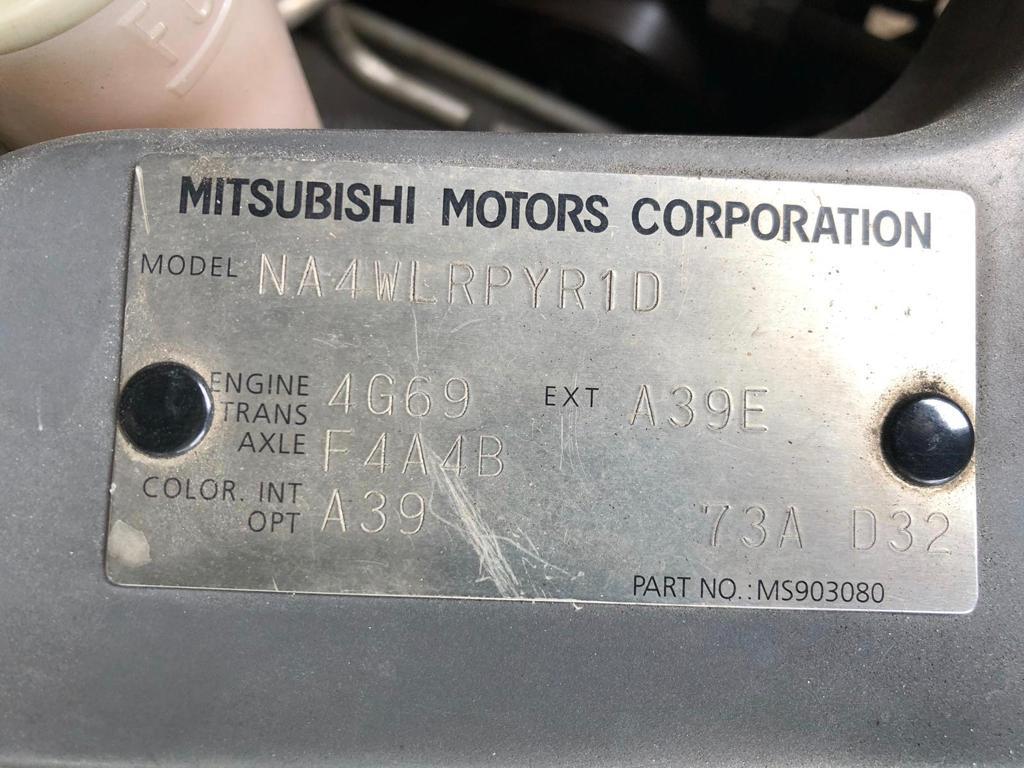 FU
MITSUBISHI MOTORS CORPORATION
MODEL NA4WLRPYR1D
ENGINE 4G69 EXT A39E
TRANS
AXLE F4A4B
COLOR. INT A39
OPT 73A D32
PART NO.:MS903080